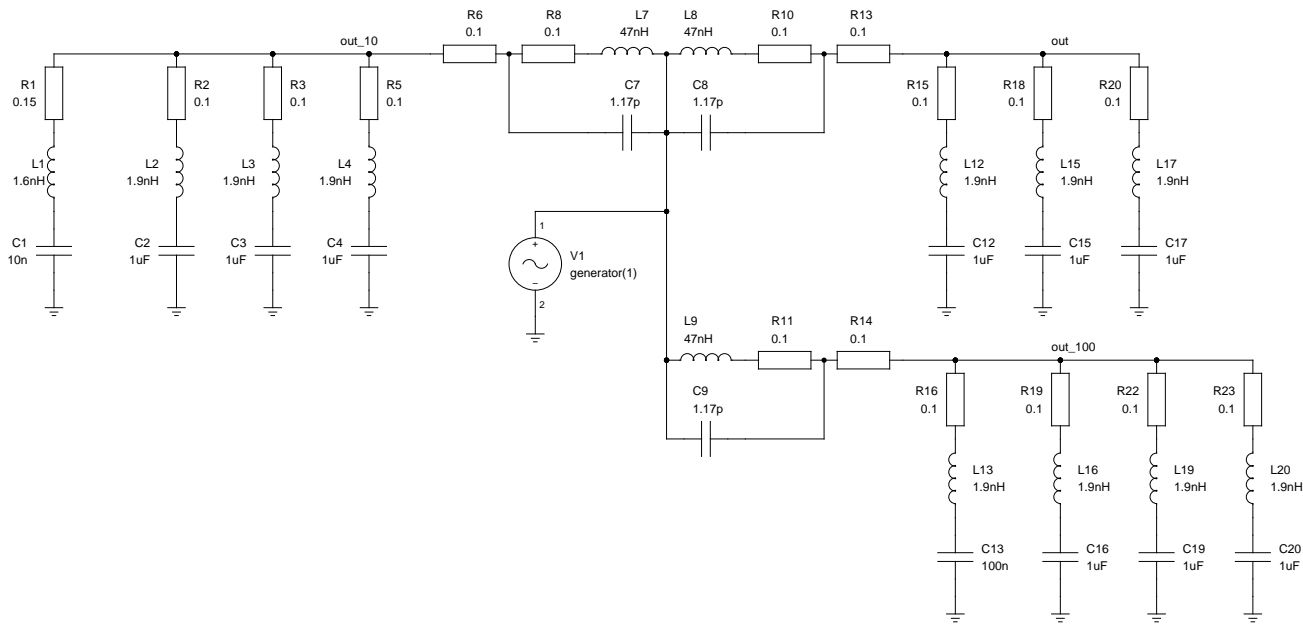 R6
0.1
R8
0.1
L7
47nH
L8
47nH
R10
0.1
R13
0.1
out_10
out
R1
0.15
R2
0.1
R3
0.1
R5
0.1
C7
1.17p
C8
1.17p
R15
0.1
R18
0.1
R20
0.1
L1
1.6nH
L2
1.9nH
L3
1.9nH
L4
1.9nH
L12
1.9nH
L15
1.9nH
L17
1.9nH
C1
10n
C2
1uF
C3
1uF
C4
1uF
1
+
V1
generator(1)
−
2
C12
1uF
C15
1uF
C17
1uF
L9
47nH
R11
0.1
R14
0.1
out_100
C9
1.17p
R16
0.1
R19
0.1
R22
0.1
R23
0.1
L13
1.9nH
L16
1.9nH
L19
1.9nH
L20
1.9nH
C13
100n
C16
1uF
C19
1uF
C20
1uF